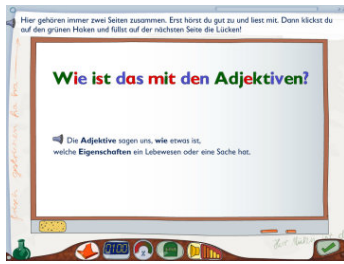 Hier gehören immer zwei Seiten zusammen. Erst hörst du gut zu und liest mit. Dann klickst du
auf den grünen Haken und füllst auf der nächsten Seite die Lücken!
Wie ist das mit den Adjektiven?
Die Adjektive sagen uns, wie etwas ist,
welche Eigenschaften ein Lebewesen oder eine Sache hat.